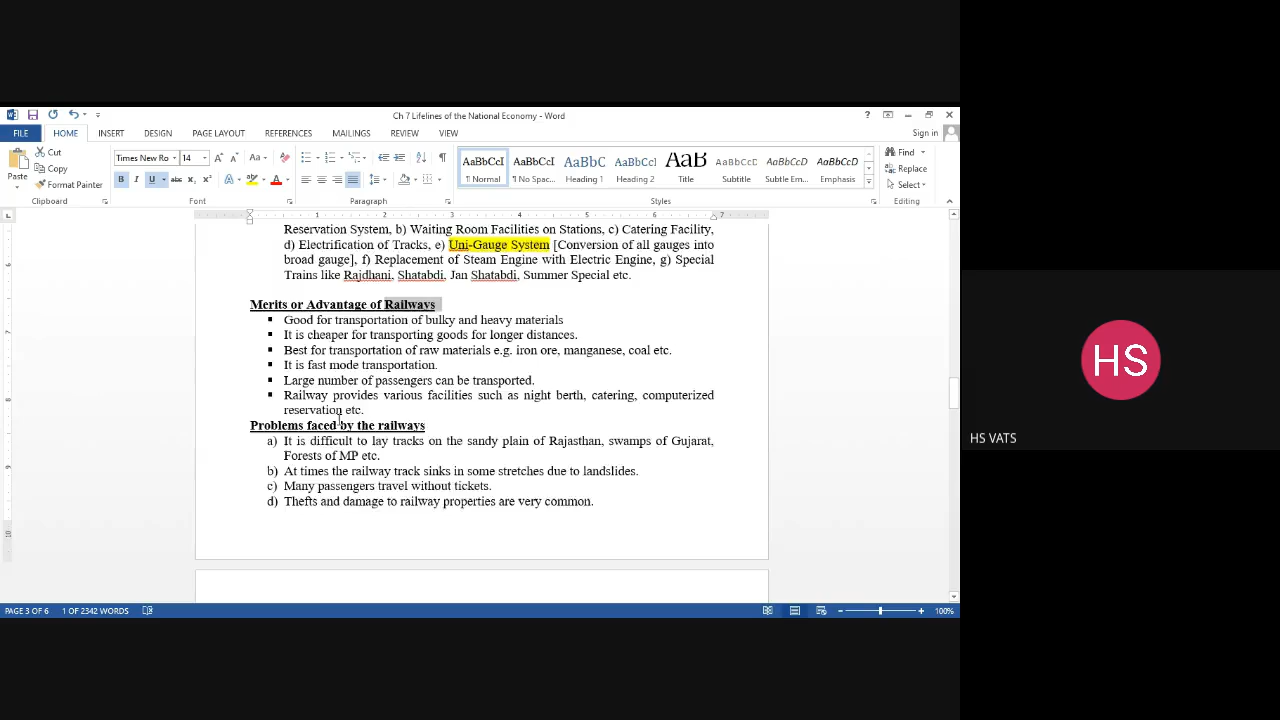 Ch 7 Lifelines of the National Economy - Word
FILE HOME INSERT DESIGN PAGE LAYOUT REFERENCES MAILINGS REVIEW VIEW Sign in
Cut
Copy
Format Painter
Paste
Clipboard
Times New Ro 14
Font
Paragraph
AaBbCcI AaBbCcI AaBbC AaBbCcI AaB AaBbCcD AaBbCcD AaBbCcD
¶ Normal ¶ No Spac... Heading 1 Heading 2 Title Subtitle Subtle Em... Emphasis
Styles
Find
Replace
Select
Editing
1 2 3 4 5 6 7
Reservation System, b) Waiting Room Facilities on Stations, c) Catering Facility,
d) Electrification of Tracks, e) Uni-Gauge System [Conversion of all gauges into
broad gauge], f) Replacement of Steam Engine with Electric Engine, g) Special
Trains like Rajdhani, Shatabdi, Jan Shatabdi, Summer Special etc.
Merits or Advantage of Railways
▪ Good for transportation of bulky and heavy materials
▪ It is cheaper for transporting goods for longer distances.
▪ Best for transportation of raw materials e.g. iron ore, manganese, coal etc.
▪ It is fast mode transportation.
▪ Large number of passengers can be transported.
▪ Railway provides various facilities such as night berth, catering, computerized
reservation etc.
Problems faced by the railways
a) It is difficult to lay tracks on the sandy plain of Rajasthan, swamps of Gujarat,
Forests of MP etc.
b) At times the railway track sinks in some stretches due to landslides.
c) Many passengers travel without tickets.
d) Thefts and damage to railway properties are very common.
PAGE 3 OF 6 1 OF 2342 WORDS 100%
HS
HS VATS